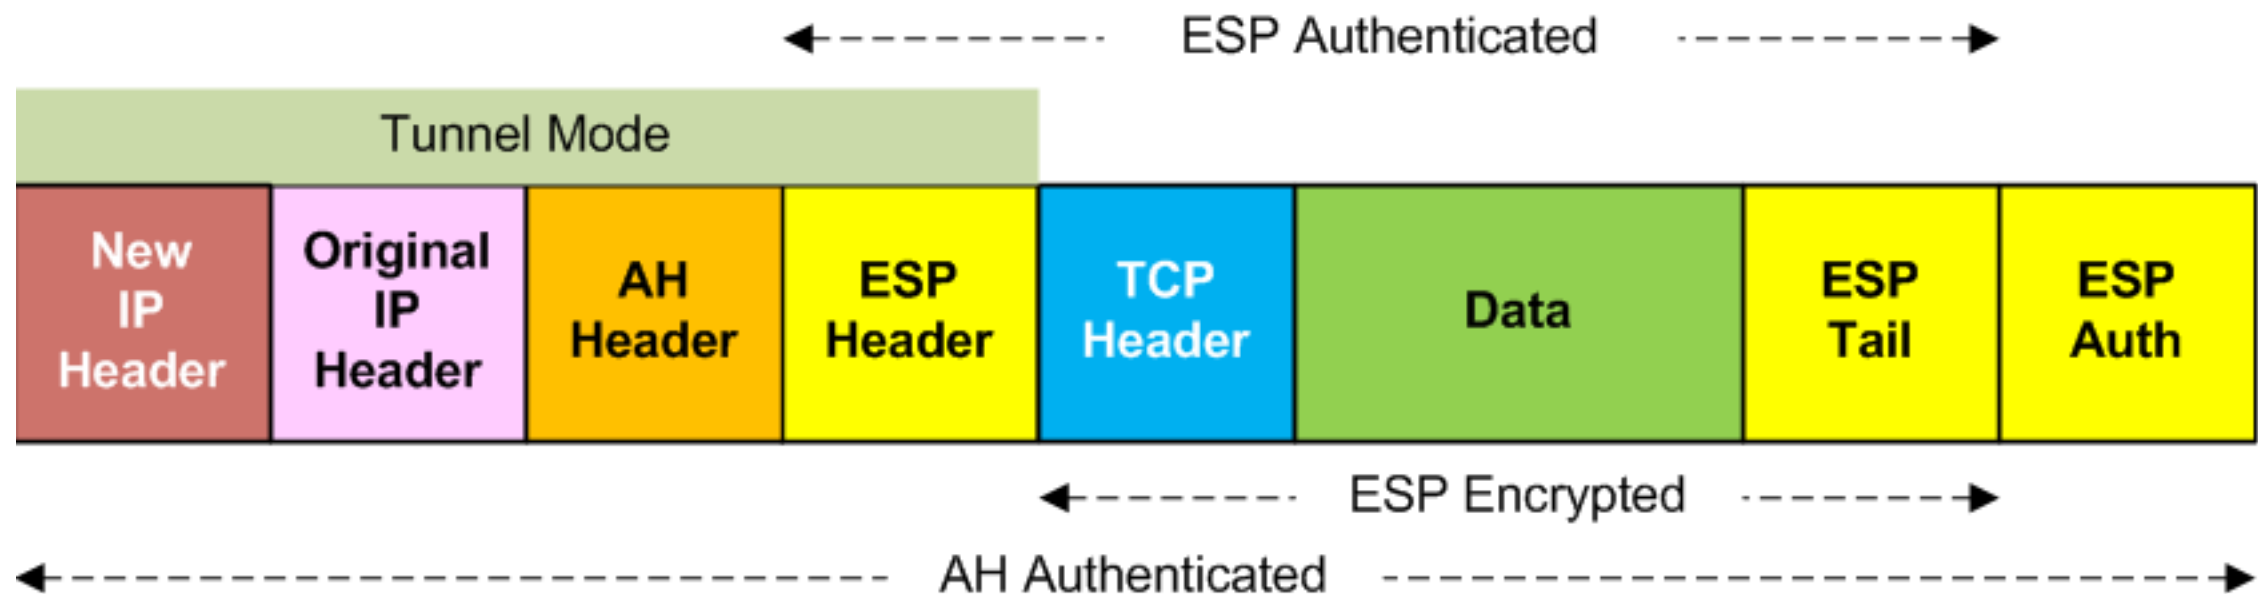 ESP Authenticated
Tunnel Mode
New
IP
Header
Original
IP
Header
AH
Header
ESP
Header
TCP
Header
Data
ESP
Tail
ESP
Auth
ESP Encrypted
AH Authenticated